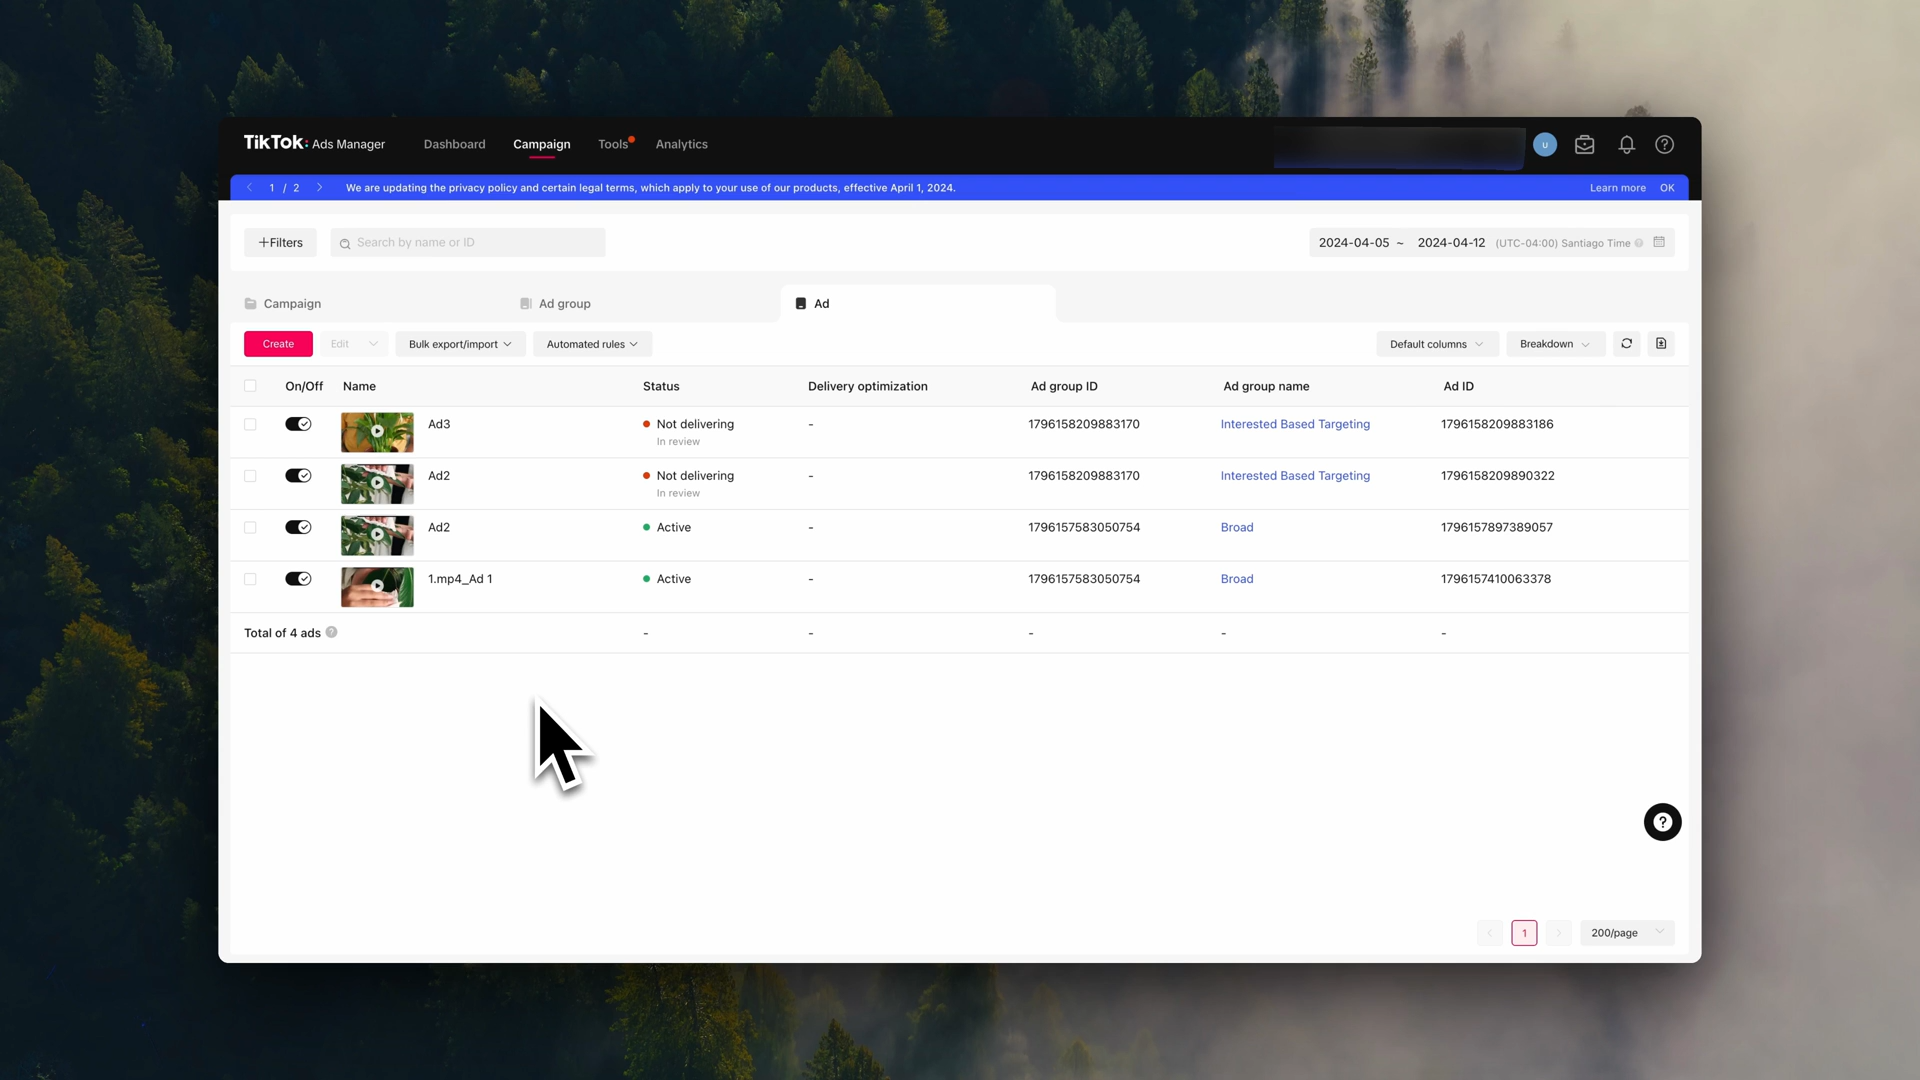 TikTok: Ads Manager Dashboard Campaign Tools Analytics U
1 / 2 We are updating the privacy policy and certain legal terms, which apply to your use of our products, effective April 1, 2024. Learn more OK
+Filters Search by name or ID 2024-04-05 ~ 2024-04-12 (UTC-04:00) Santiago Time
Campaign Ad group Ad
Create Edit Bulk export/import Automated rules Default columns Breakdown
On/Off Name Status Delivery optimization Ad group ID Ad group name Ad ID
Ad3 Not delivering - 1796158209883170 Interested Based Targeting 1796158209883186
In review
Ad2 Not delivering - 1796158209883170 Interested Based Targeting 1796158209890322
In review
Ad2 Active - 1796157583050754 Broad 1796157897389057
1.mp4_Ad 1 Active - 1796157583050754 Broad 1796157410063378
Total of 4 ads ? - - - - -
?
1 200/page